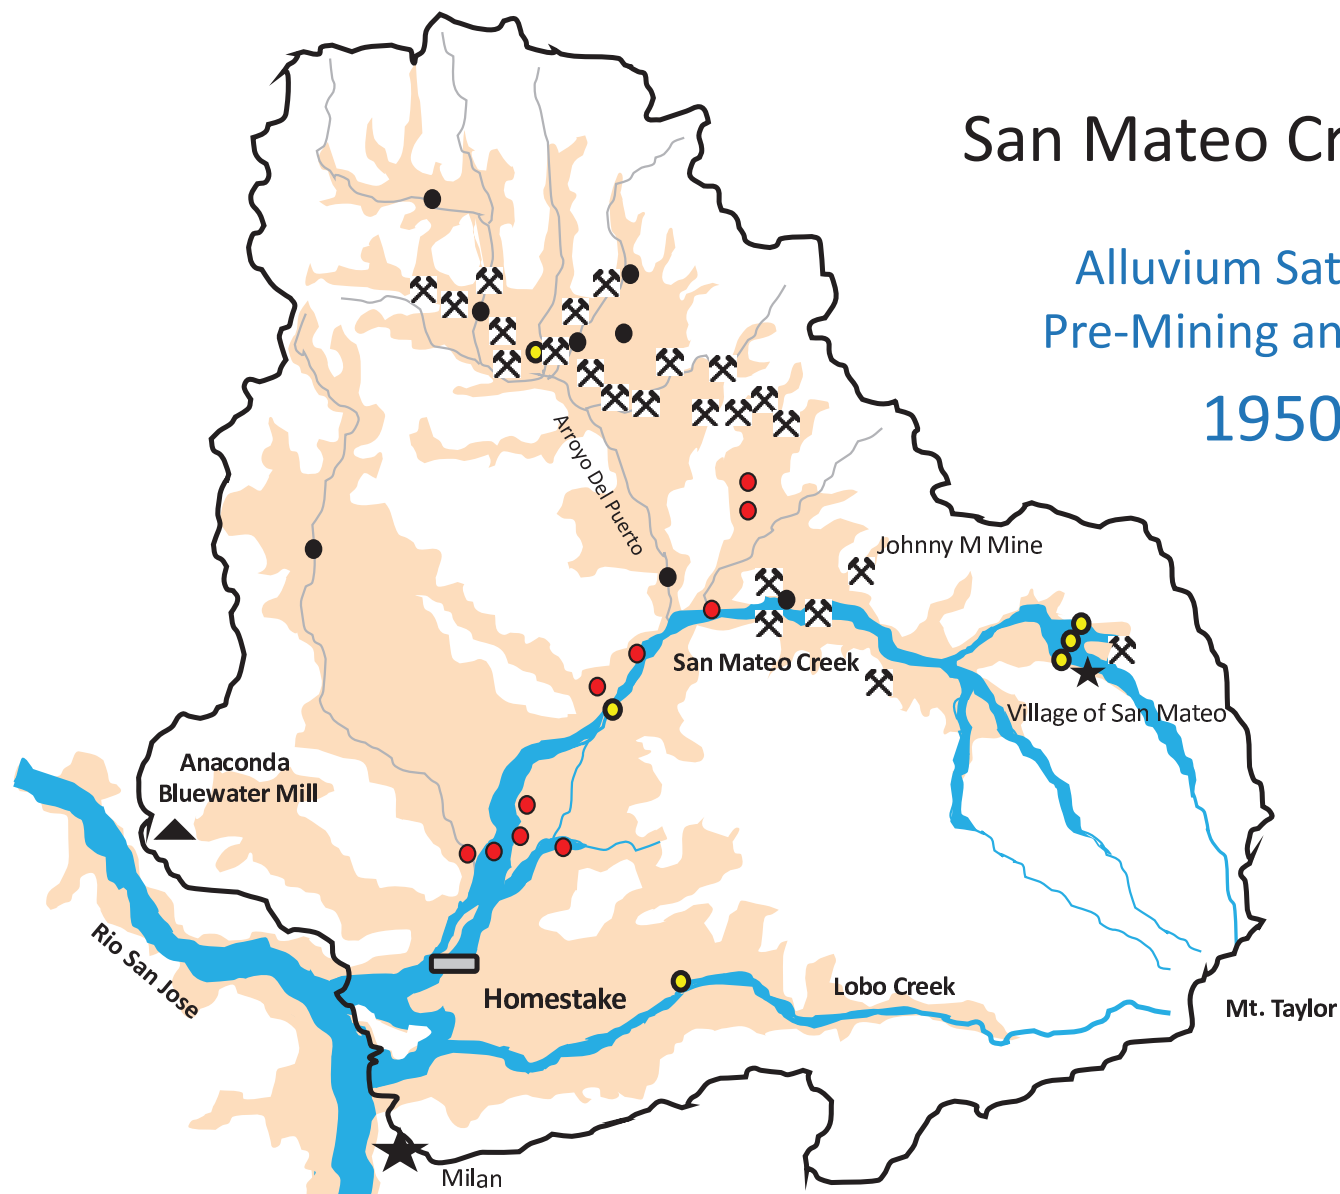 San Mateo Cr
Alluvium Sat
Pre-Mining an
1950
Arroyo Del Puerto
Johnny M Mine
San Mateo Creek
Village of San Mateo
Anaconda
Bluewater Mill
Rio San Jose
Homestake
Lobo Creek
Mt. Taylor
Milan